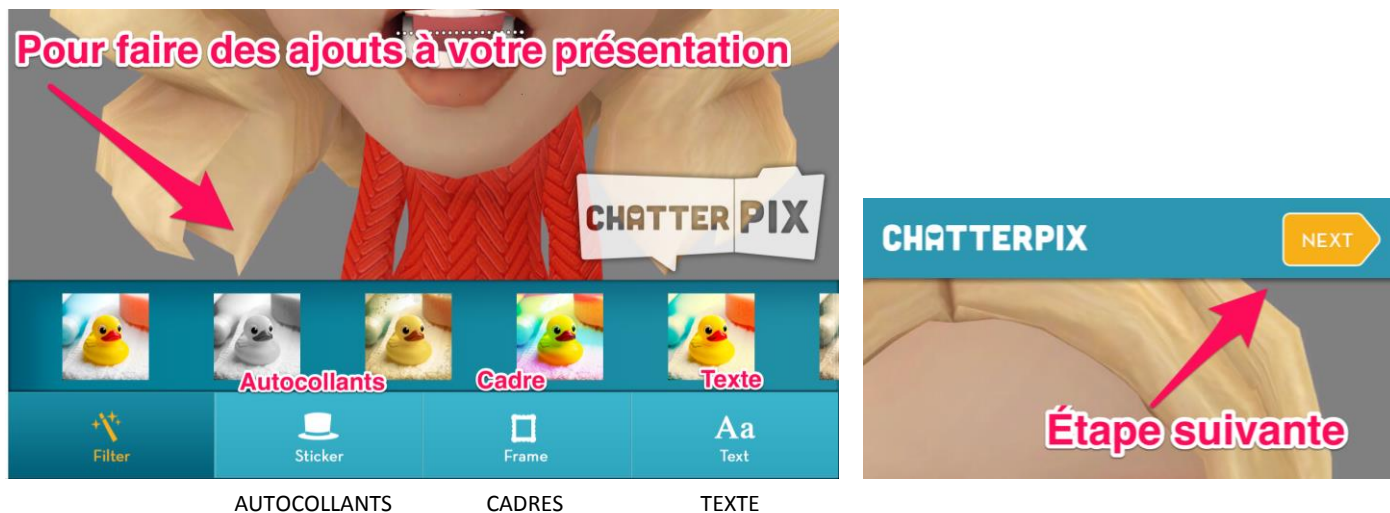 Pour faire des ajouts à votre présentation
CHATTER PIX
Autocollants Cadre Texte
Filter Sticker Frame Aa Text
AUTOCOLLANTS CADRES TEXTE
CHATTERPIX NEXT
Étape suivante